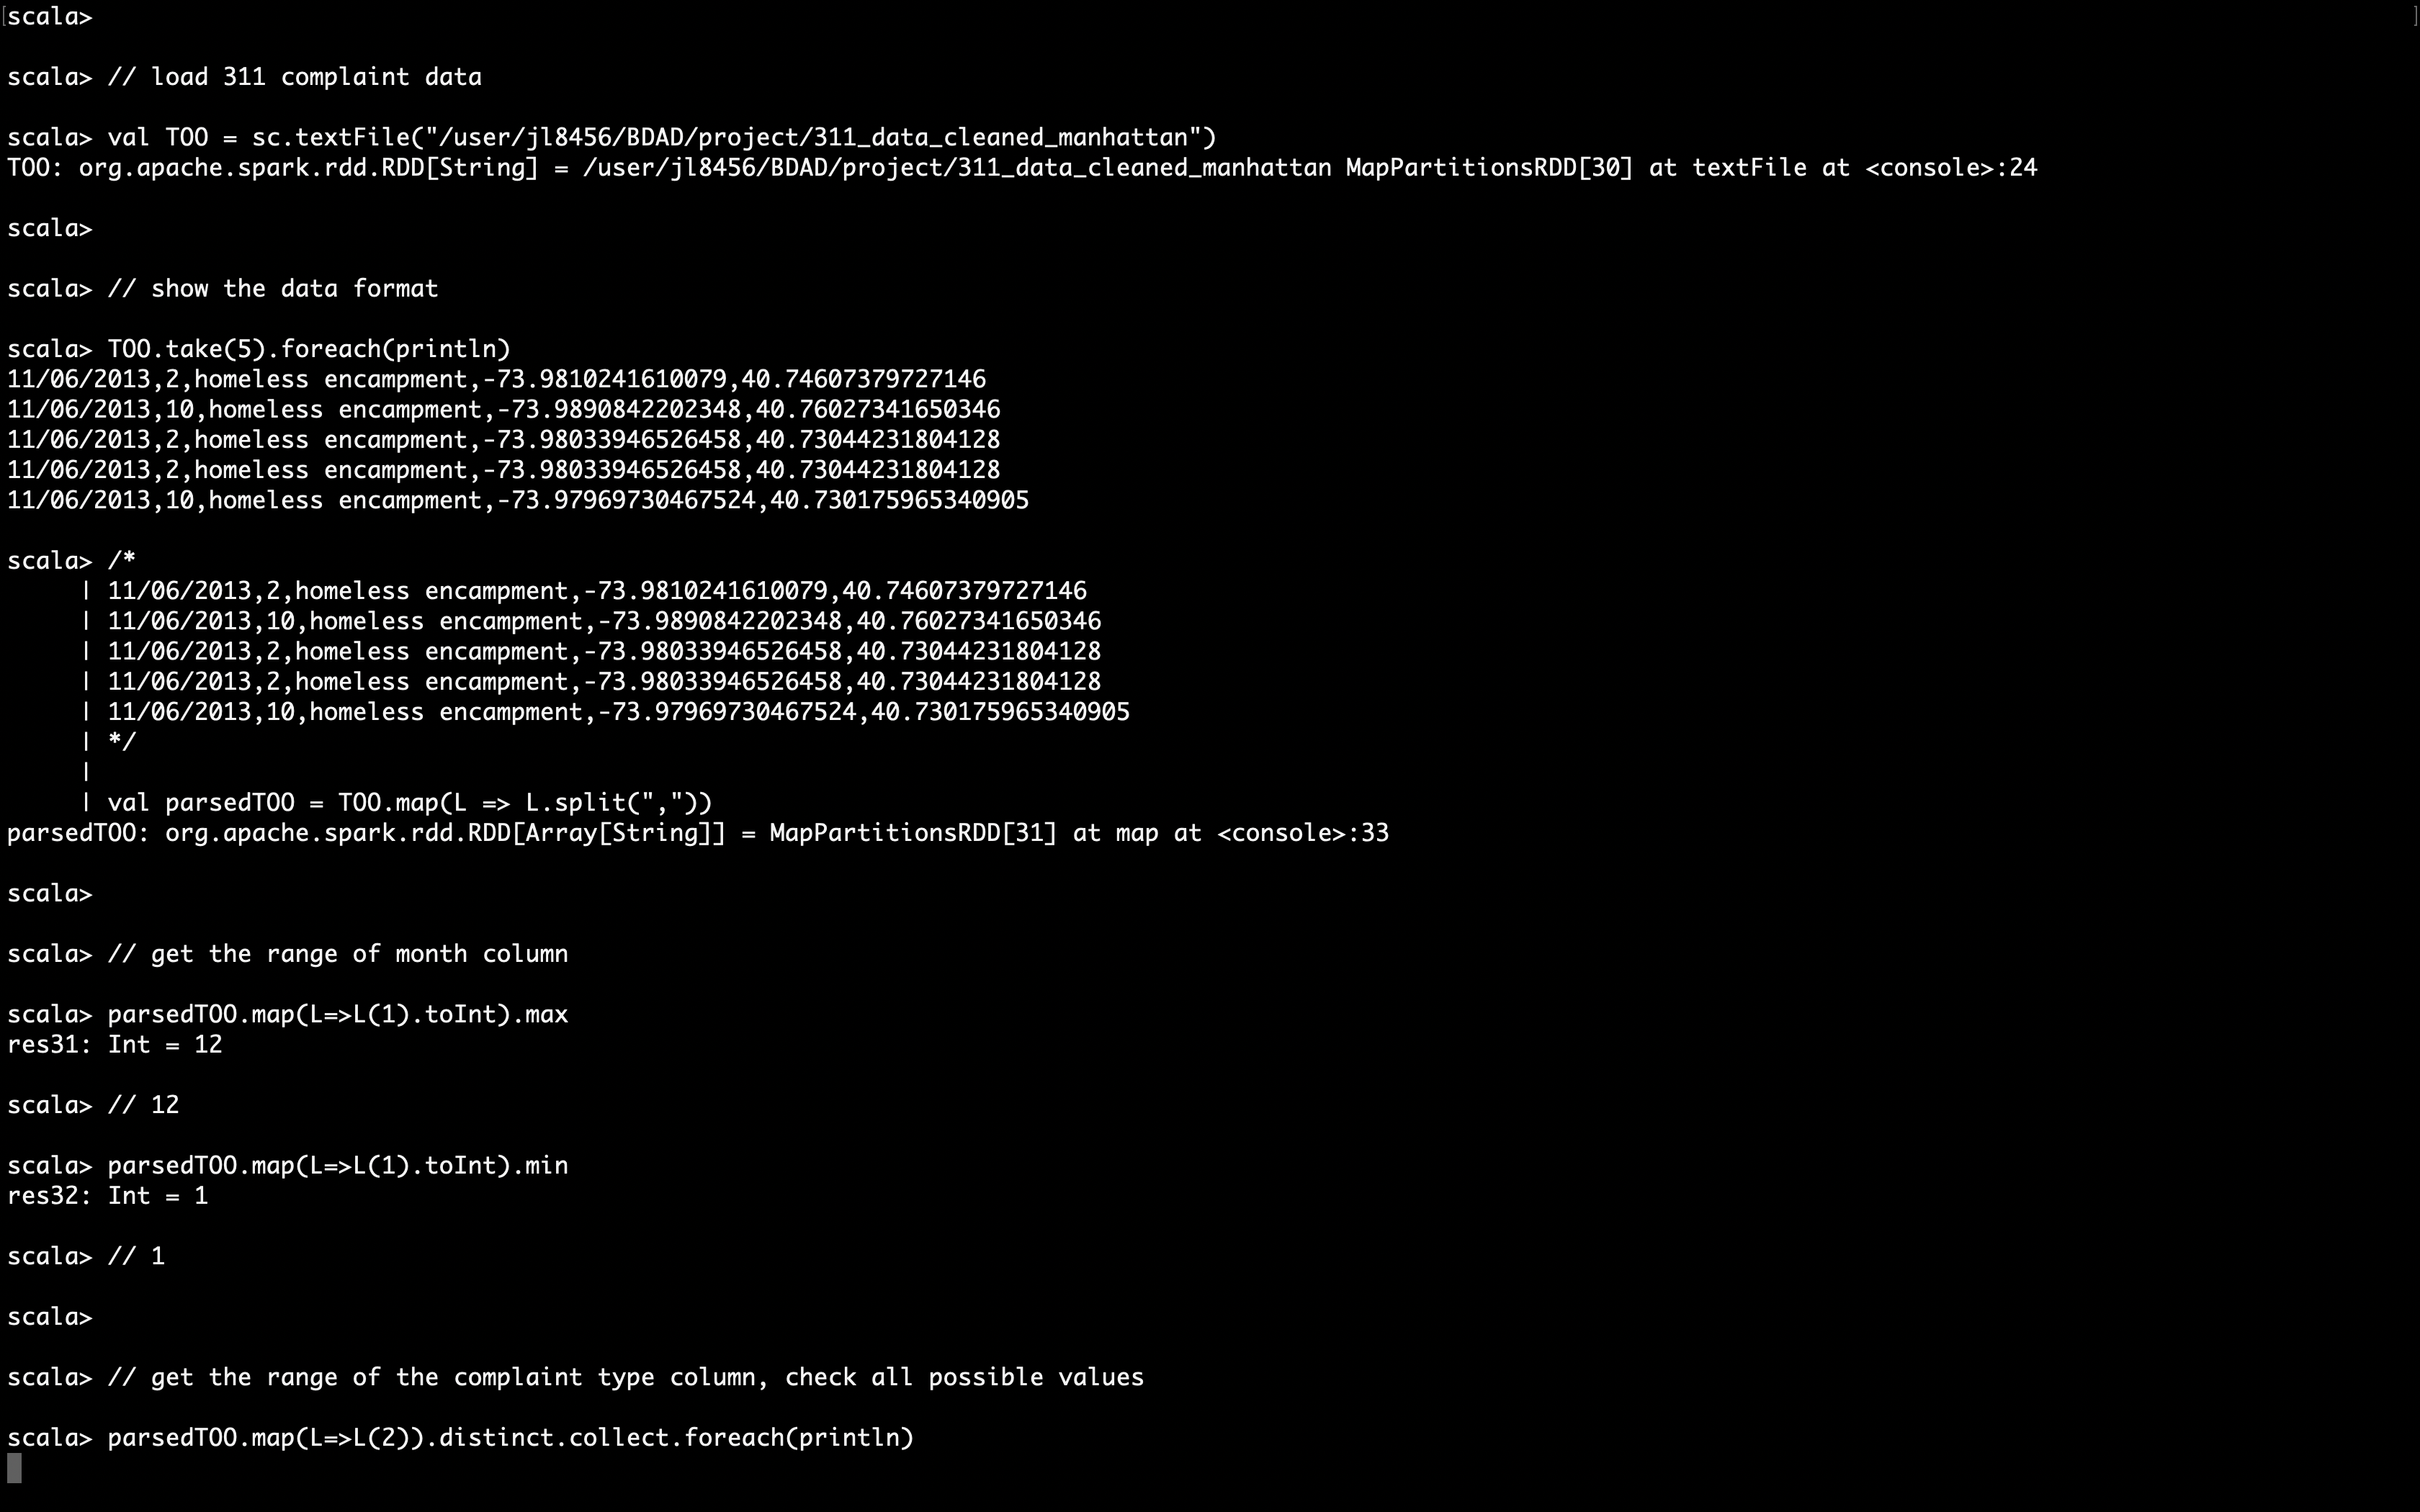 scala>
scala> // load 311 complaint data
scala> val TOO = sc.textFile("/user/jl8456/BDAD/project/311_data_cleaned_manhattan")
TOO: org.apache.spark.rdd.RDD[String] = /user/jl8456/BDAD/project/311_data_cleaned_manhattan MapPartitionsRDD[30] at textFile at <console>:24
scala>
scala> // show the data format
scala> TOO.take(5).foreach(println)
11/06/2013,2,homeless encampment,-73.9810241610079,40.74607379727146
11/06/2013,10,homeless encampment,-73.9890842202348,40.76027341650346
11/06/2013,2,homeless encampment,-73.98033946526458,40.73044231804128
11/06/2013,2,homeless encampment,-73.98033946526458,40.73044231804128
11/06/2013,10,homeless encampment,-73.97969730467524,40.730175965340905
scala> /*
| 11/06/2013,2,homeless encampment,-73.9810241610079,40.74607379727146
| 11/06/2013,10,homeless encampment,-73.9890842202348,40.76027341650346
| 11/06/2013,2,homeless encampment,-73.98033946526458,40.73044231804128
| 11/06/2013,2,homeless encampment,-73.98033946526458,40.73044231804128
| 11/06/2013,10,homeless encampment,-73.97969730467524,40.730175965340905
| */
|
| val parsedTOO = TOO.map(L => L.split(","))
parsedTOO: org.apache.spark.rdd.RDD[Array[String]] = MapPartitionsRDD[31] at map at <console>:33
scala>
scala> // get the range of month column
scala> parsedTOO.map(L=>L(1).toInt).max
res31: Int = 12
scala> // 12
scala> parsedTOO.map(L=>L(1).toInt).min
res32: Int = 1
scala> // 1
scala>
scala> // get the range of the complaint type column, check all possible values
scala> parsedTOO.map(L=>L(2)).distinct.collect.foreach(println)